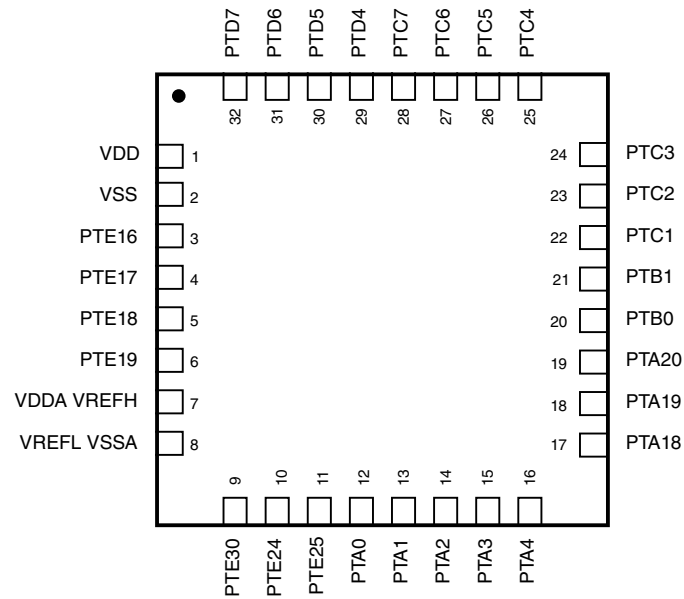 PTD7 PTD6 PTD5 PTD4 PTC7 PTC6 PTC5 PTC4
32 31 30 29 28 27 26 25
VDD 1
VSS 2
PTE16 3
PTE17 4
PTE18 5
PTE19 6
VDDA VREFH 7
VREFL VSSA 8
24 PTC3
23 PTC2
22 PTC1
21 PTB1
20 PTB0
19 PTA20
18 PTA19
17 PTA18
9 10 11 12 13 14 15 16
PTE30 PTE24 PTE25 PTA0 PTA1 PTA2 PTA3 PTA4